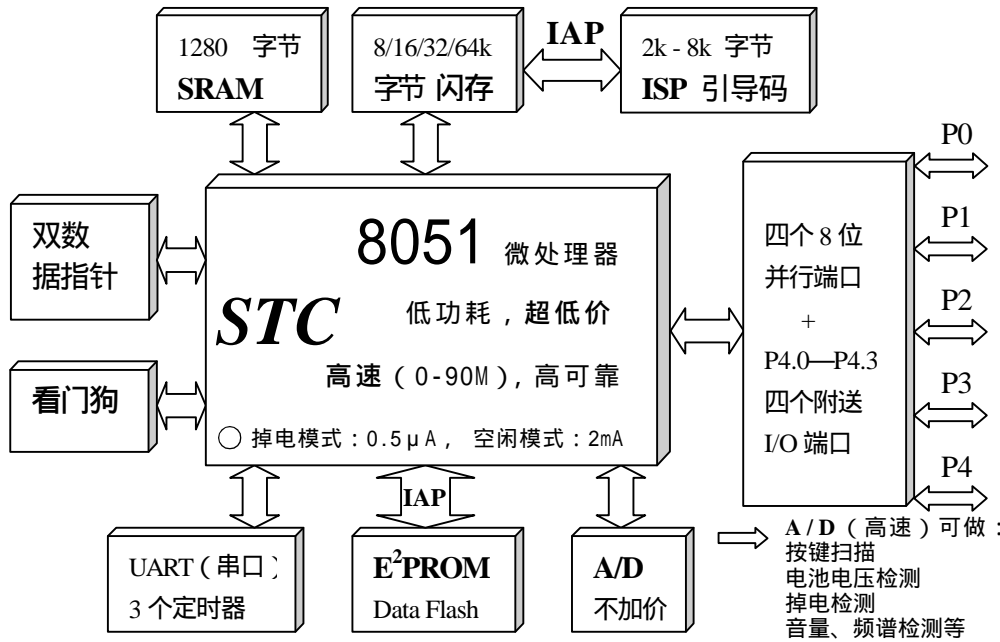 1280 字节
SRAM
8/16/32/64k
字节 闪存
IAP
2k - 8k 字节
ISP 引导码
双数
据指针
看门狗
8051 微处理器
STC
低功耗，超低价
高速（0-90M），高可靠
○ 掉电模式：0.5μA， 空闲模式：2mA
四个 8 位
并行端口
+
P4.0—P4.3
四个附送
I/O 端口
P0
P1
P2
P3
P4
UART（串口）
3 个定时器
IAP
E²PROM
Data Flash
A/D
不加价
A/D（高速）可做：
按键扫描
电池电压检测
掉电检测
音量、频谱检测等